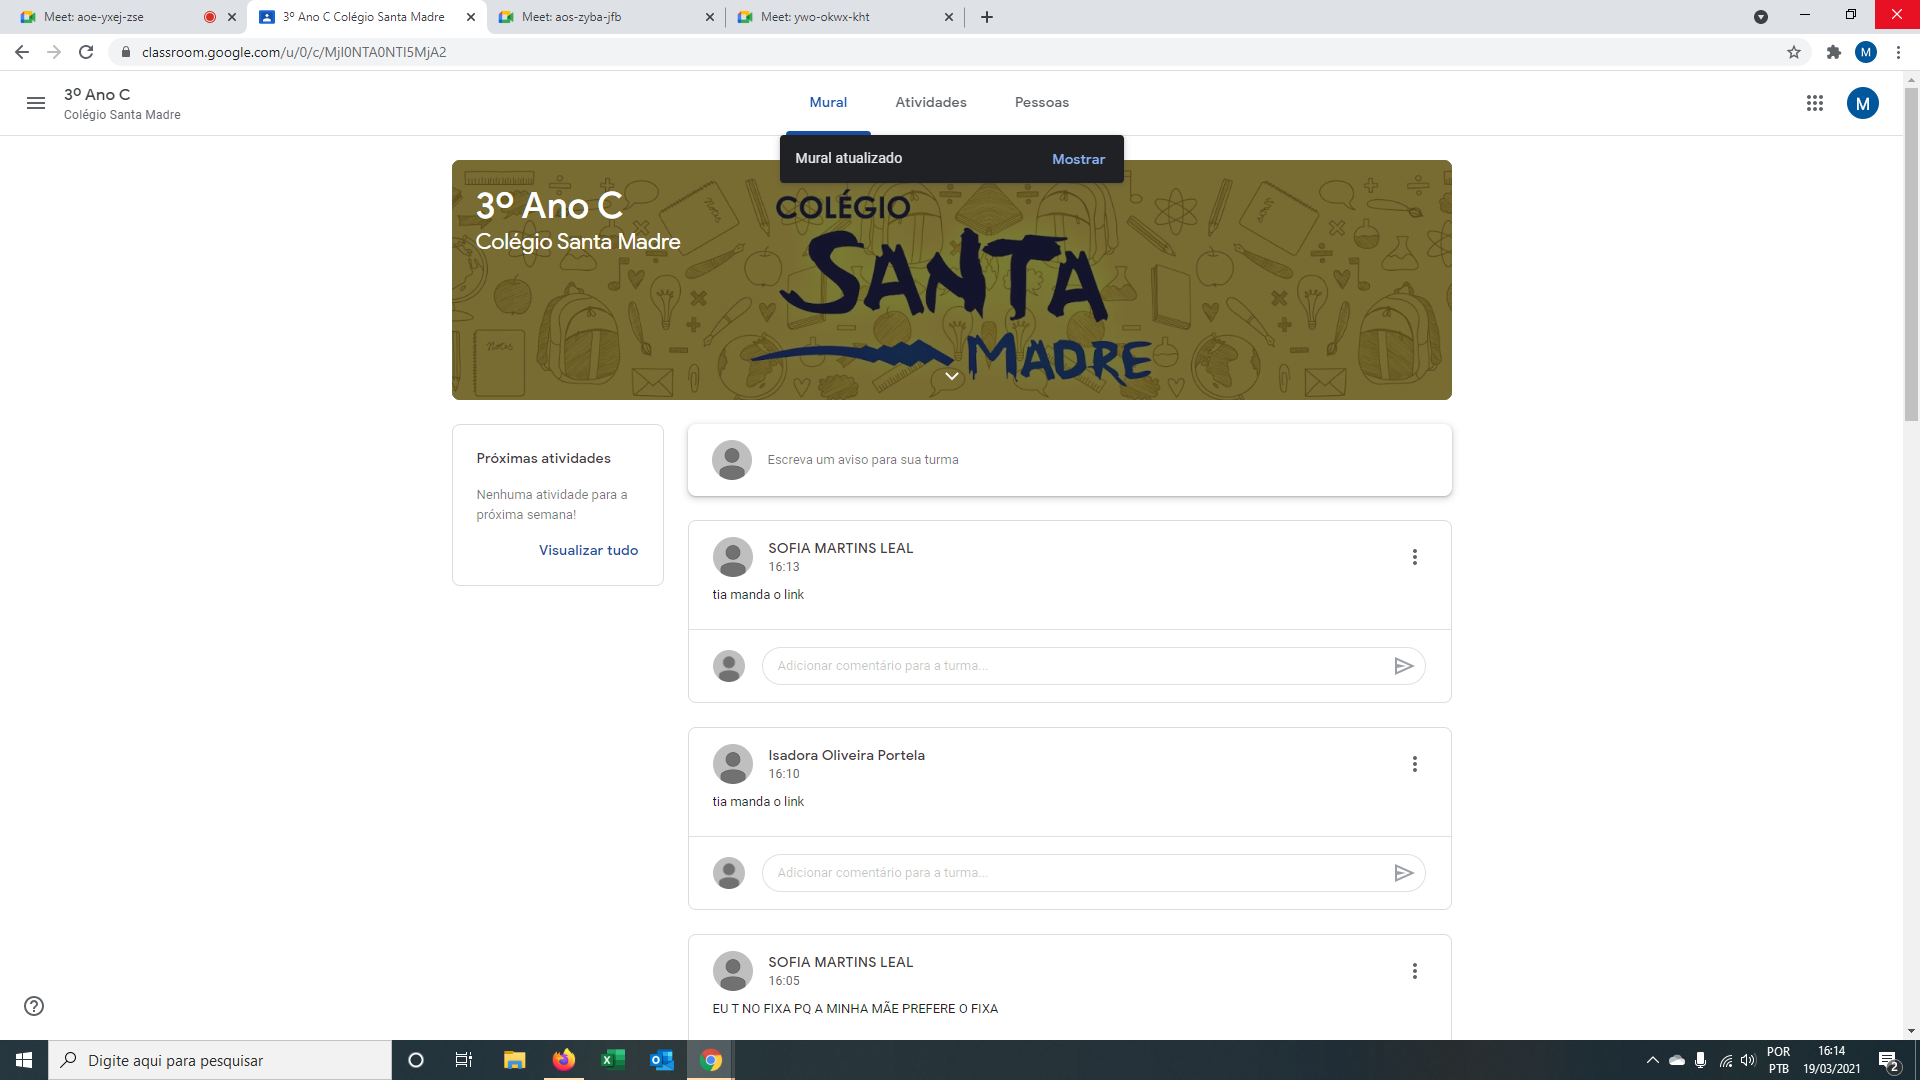 Meet: aoe-yxej-zse
3º Ano C Colégio Santa Madre
Meet: aos-zyba-jfb
Meet: ywo-okwx-kht
classroom.google.com/u/0/c/MjI0NTA0NTI5MjA2
M
3º Ano C
Colégio Santa Madre
Mural
Atividades
Pessoas
M
Mural atualizado
Mostrar
3º Ano C
Colégio Santa Madre
COLÉGIO
SANTA
MADRE
Notes
Notes
Notes
Próximas atividades
Nenhuma atividade para a
próxima semana!
Visualizar tudo
Escreva um aviso para sua turma
SOFIA MARTINS LEAL
16:13
tia manda o link
Adicionar comentário para a turma...
Isadora Oliveira Portela
16:10
tia manda o link
Adicionar comentário para a turma...
SOFIA MARTINS LEAL
16:05
EU T NO FIXA PQ A MINHA MÃE PREFERE O FIXA
Digite aqui para pesquisar
POR
PTB
16:14
19/03/2021
2